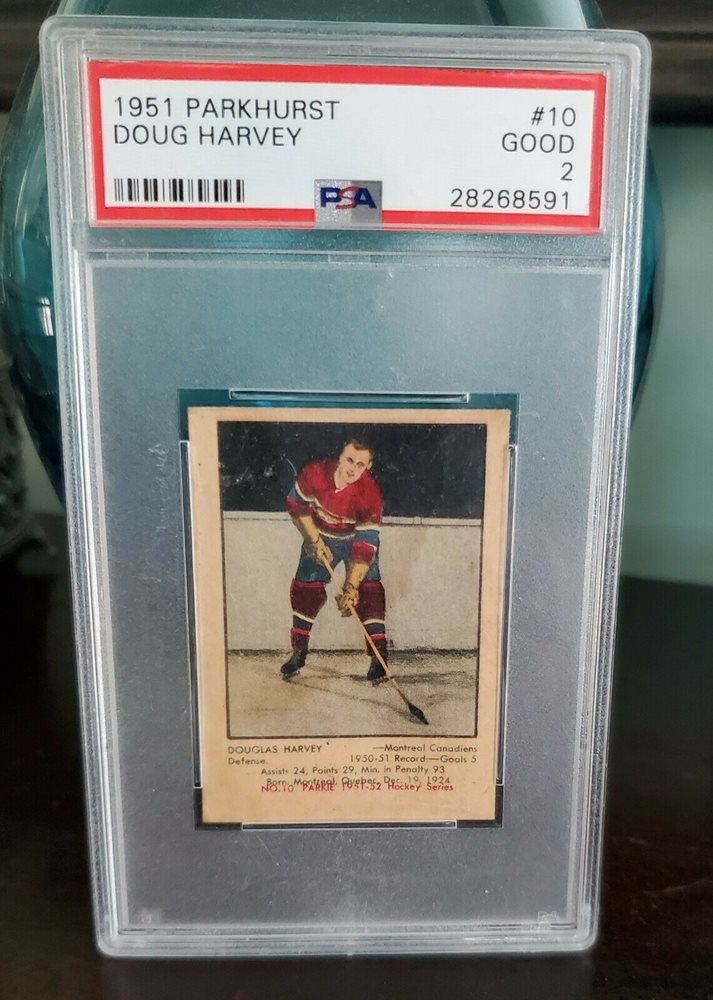 1951 PARKHURST #10
DOUG HARVEY GOOD
2
PSA 28268591
DOUGLAS HARVEY —Montreal Canadiens
Defense. 1950-51 Record:—Goals 5
Assists 24, Points 29, Min. in Penalty 93
Born: Montreal, Quebec, Dec. 19, 1924
NO. 10 PARKIE 1951-52 Hockey Series